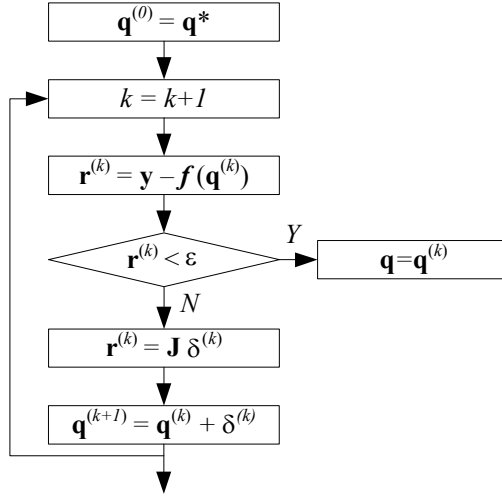 q^(0) = q*
k = k+1
r^(k) = y – f(q^(k))
r^(k) < ε
Y
q=q^(k)
N
r^(k) = J δ^(k)
q^(k+1) = q^(k) + δ^(k)